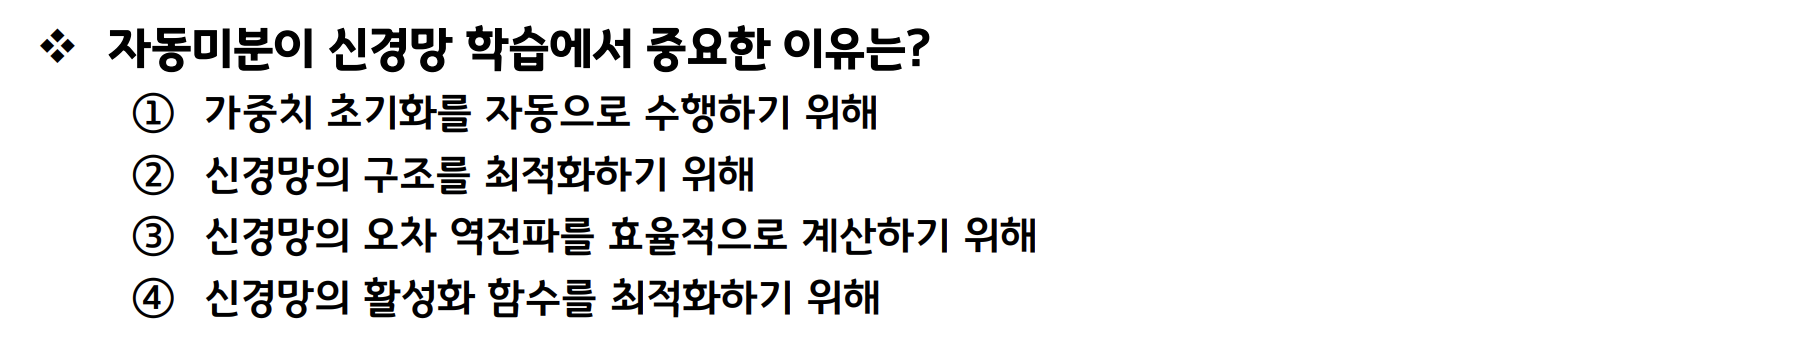 ❖ 자동미분이 신경망 학습에서 중요한 이유는?
① 가중치 초기화를 자동으로 수행하기 위해
② 신경망의 구조를 최적화하기 위해
③ 신경망의 오차 역전파를 효율적으로 계산하기 위해
④ 신경망의 활성화 함수를 최적화하기 위해